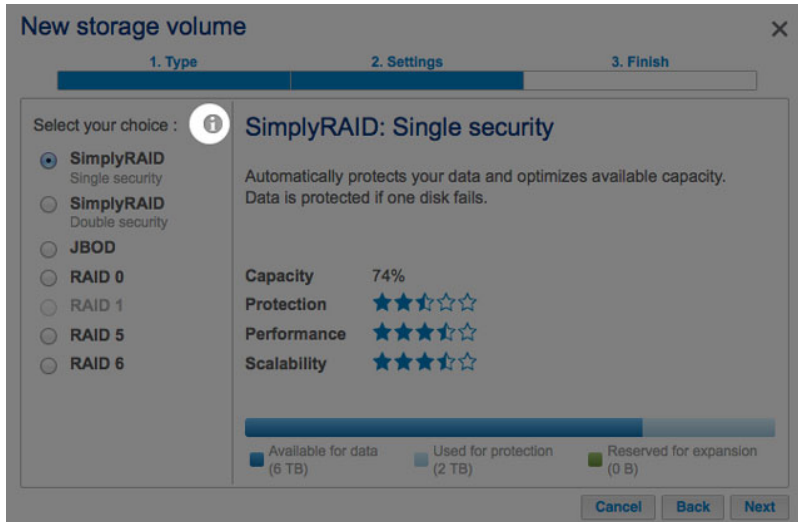 New storage volume
1. Type 2. Settings 3. Finish
Select your choice :
SimplyRAID
Single security
SimplyRAID
Double security
JBOD
RAID 0
RAID 1
RAID 5
RAID 6
SimplyRAID: Single security
Automatically protects your data and optimizes available capacity.
Data is protected if one disk fails.
Capacity 74%
Protection
Performance
Scalability
Available for data
(6 TB)
Used for protection
(2 TB)
Reserved for expansion
(0 B)
Cancel Back Next